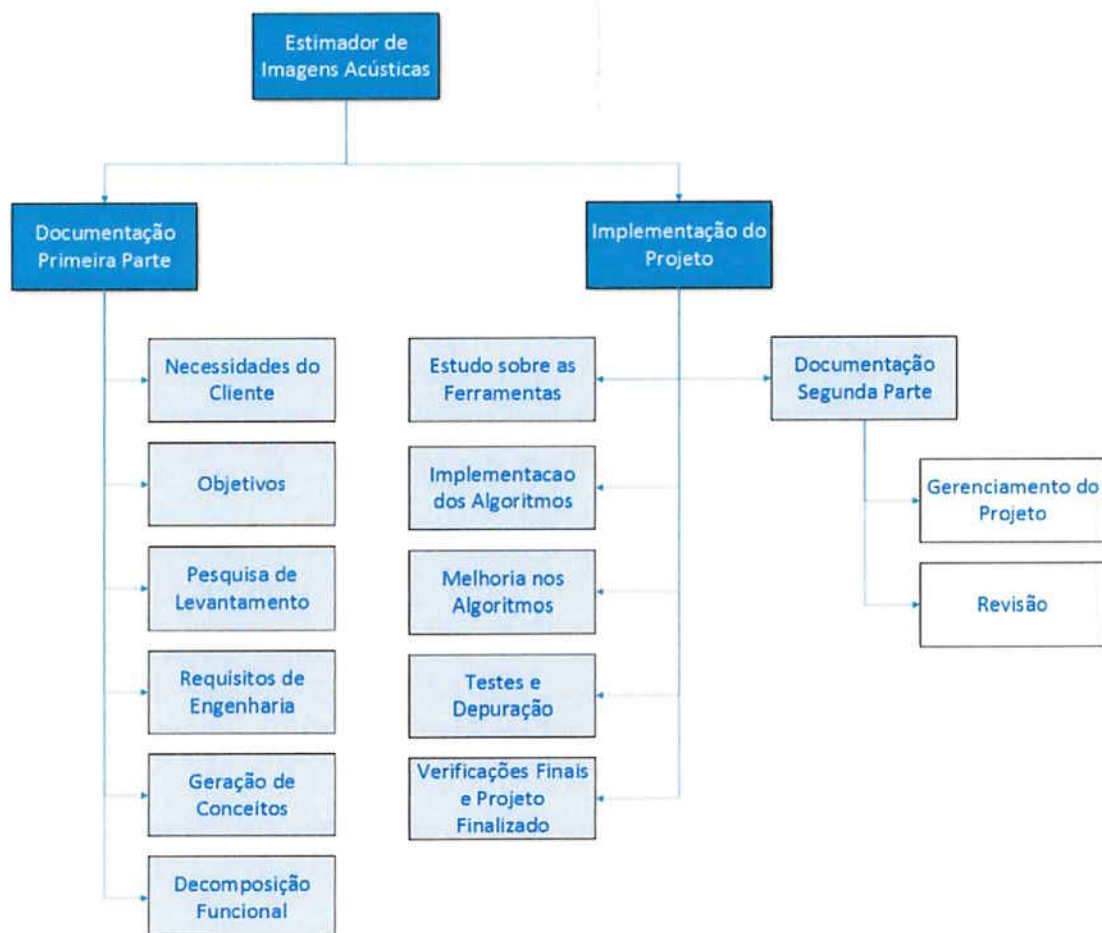 Estimador de
Imagens Acústicas
Documentação
Primeira Parte
Implementação do
Projeto
Necessidades do
Cliente
Objetivos
Pesquisa de
Levantamento
Requisitos de
Engenharia
Geração de
Conceitos
Decomposição
Funcional
Estudo sobre as
Ferramentas
Implementacao
dos Algoritmos
Melhoria nos
Algoritmos
Testes e
Depuração
Verificações Finais
e Projeto
Finalizado
Documentação
Segunda Parte
Gerenciamento do
Projeto
Revisão